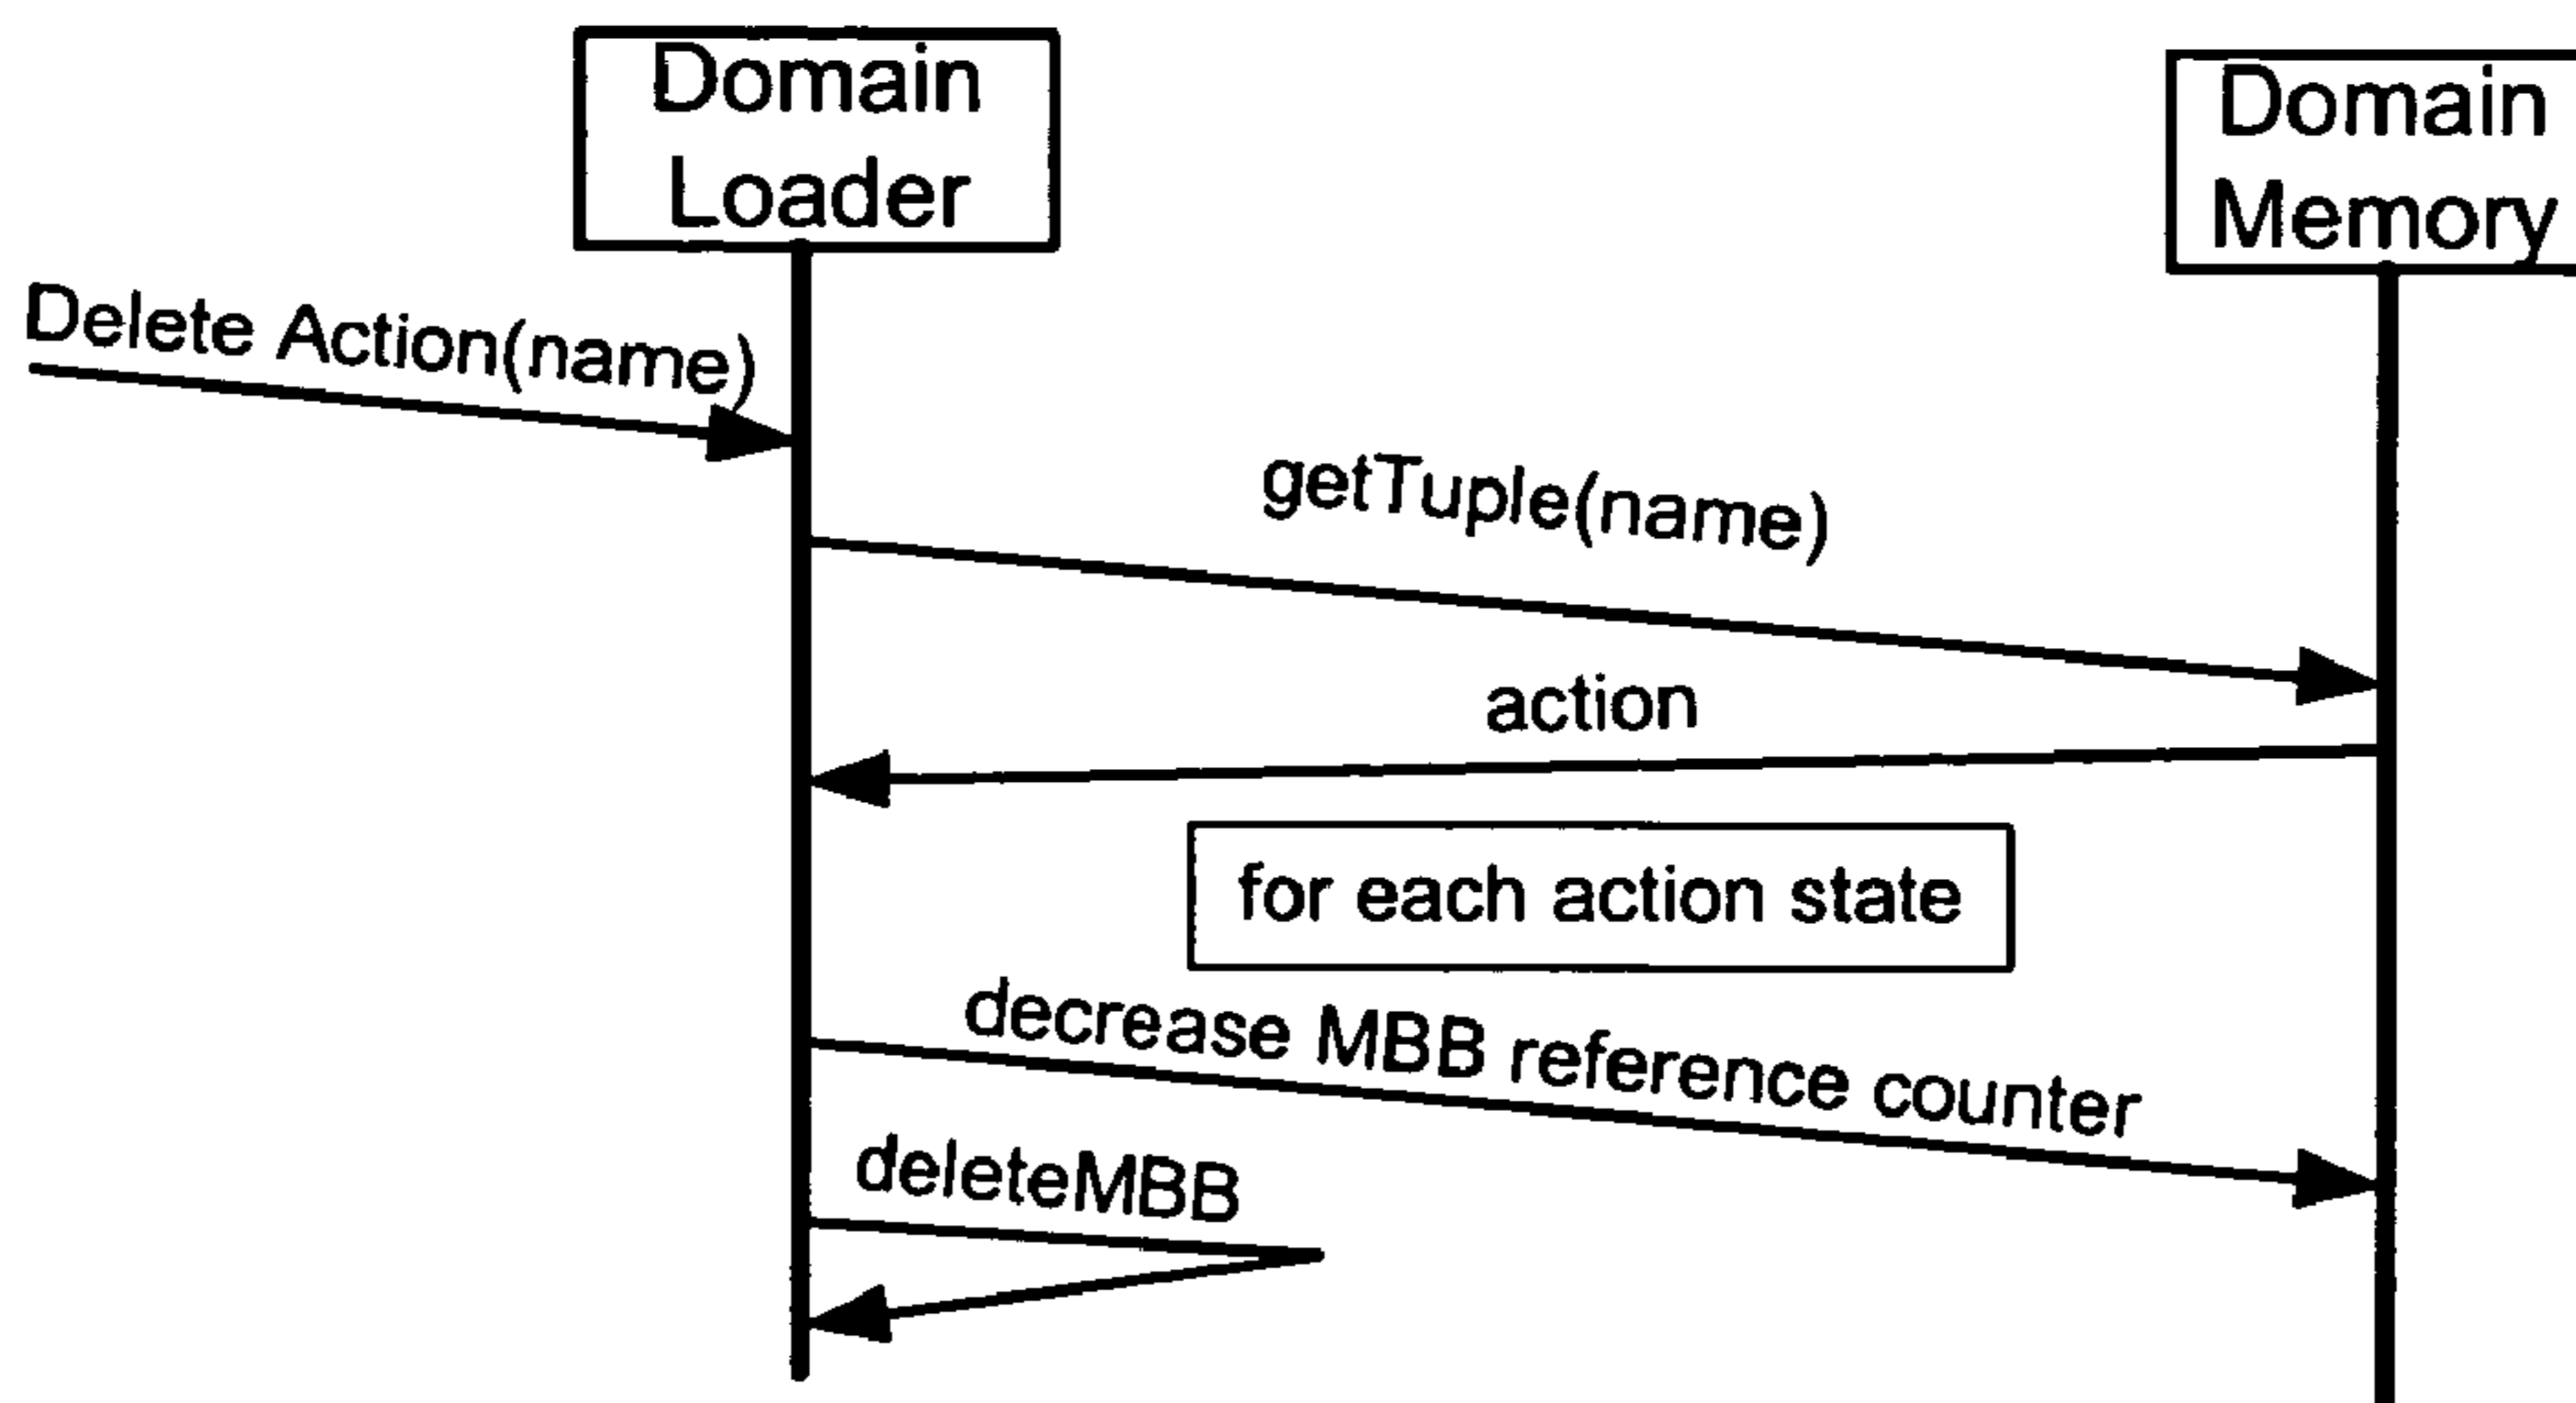 Domain
Loader
Domain
Memory
Delete Action(name)
getTuple(name)
action
for each action state
decrease MBB reference counter
deleteMBB